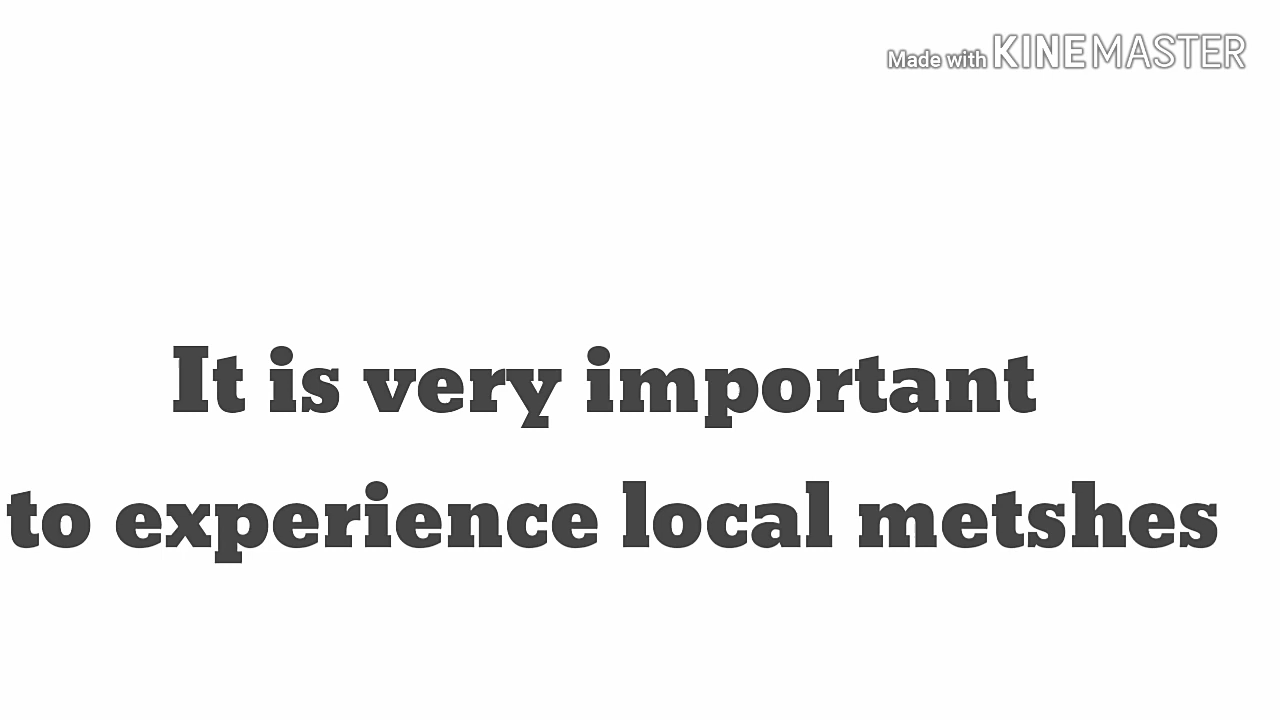 Made with KINEMASTER
It is very important
to experience local metshes